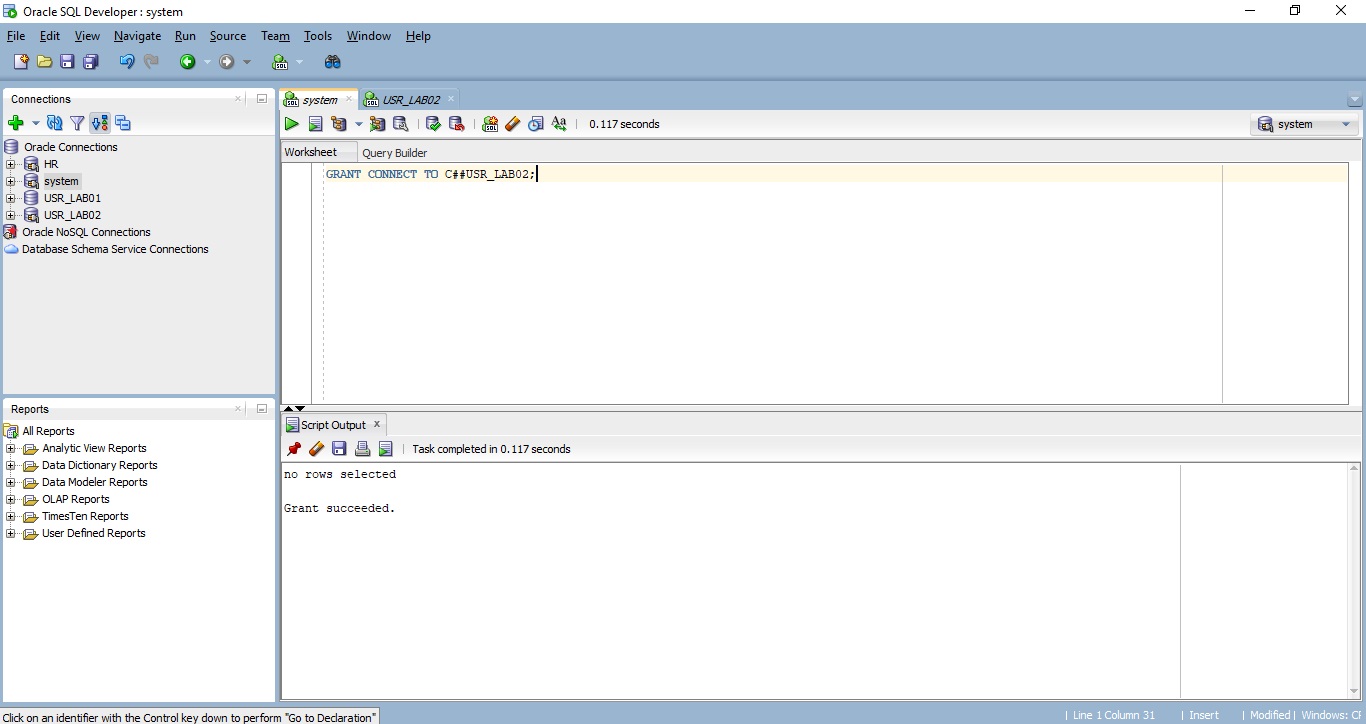 Oracle SQL Developer : system
File Edit View Navigate Run Source Team Tools Window Help
Connections
Oracle Connections
HR
system
USR_LAB01
USR_LAB02
Oracle NoSQL Connections
Database Schema Service Connections
Reports
All Reports
Analytic View Reports
Data Dictionary Reports
Data Modeler Reports
OLAP Reports
TimesTen Reports
User Defined Reports
system USR_LAB02
0.117 seconds
system
Worksheet Query Builder
GRANT CONNECT TO C##USR_LAB02;
Script Output
Task completed in 0.117 seconds
no rows selected
Grant succeeded.
Click on an identifier with the Control key down to perform "Go to Declaration"
| Line 1 Column 31 | Insert | Modified | Windows: